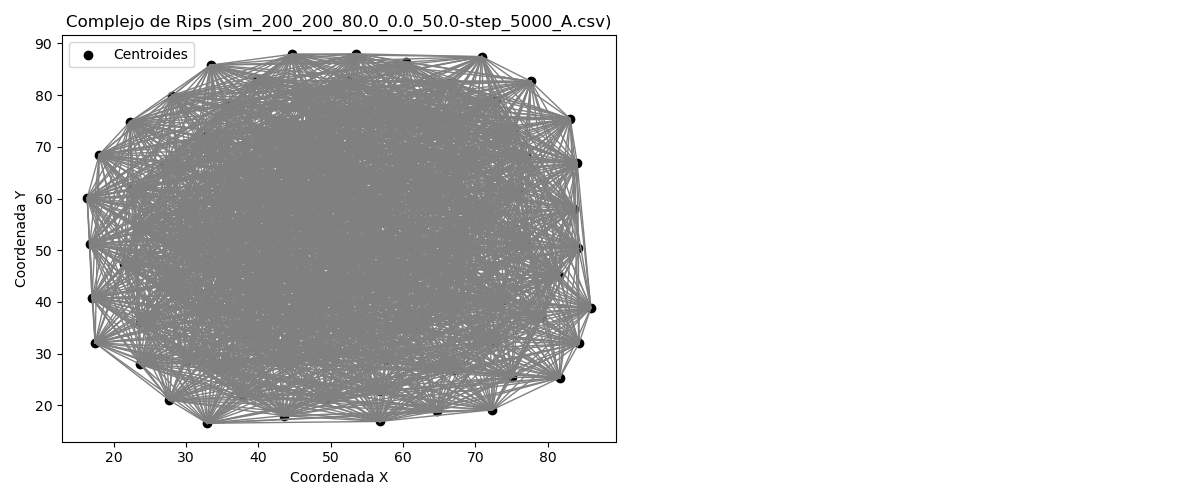 Complejo de Rips (sim_200_200_80.0_0.0_50.0-step_5000_A.csv)
Centroides
Coordenada Y
90
80
70
60
50
40
30
20
20 30 40 50 60 70 80
Coordenada X